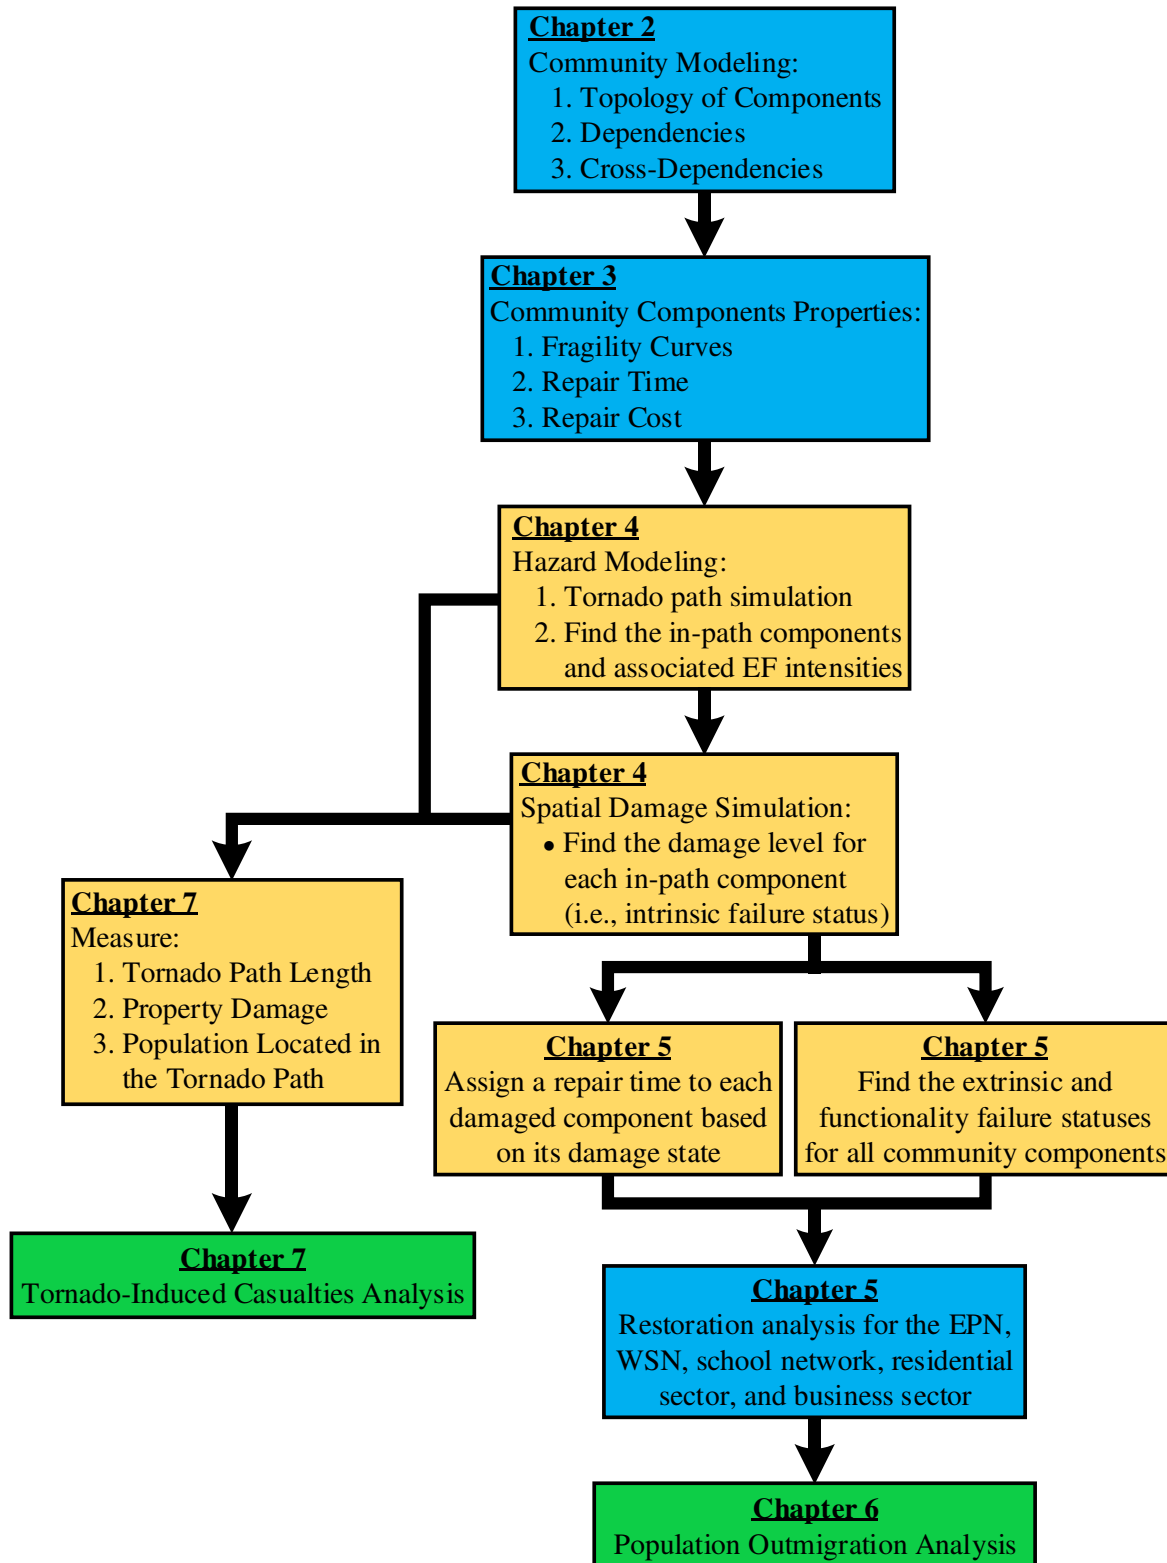 Chapter 2
Community Modeling:
1. Topology of Components
2. Dependencies
3. Cross-Dependencies
Chapter 3
Community Components Properties:
1. Fragility Curves
2. Repair Time
3. Repair Cost
Chapter 4
Hazard Modeling:
1. Tornado path simulation
2. Find the in-path components
and associated EF intensities
Chapter 4
Spatial Damage Simulation:
• Find the damage level for
each in-path component
(i.e., intrinsic failure status)
Chapter 7
Measure:
1. Tornado Path Length
2. Property Damage
3. Population Located in
the Tornado Path
Chapter 5
Assign a repair time to each
damaged component based
on its damage state
Chapter 5
Find the extrinsic and
functionality failure statuses
for all community components
Chapter 7
Tornado-Induced Casualties Analysis
Chapter 5
Restoration analysis for the EPN,
WSN, school network, residential
sector, and business sector
Chapter 6
Population Outmigration Analysis